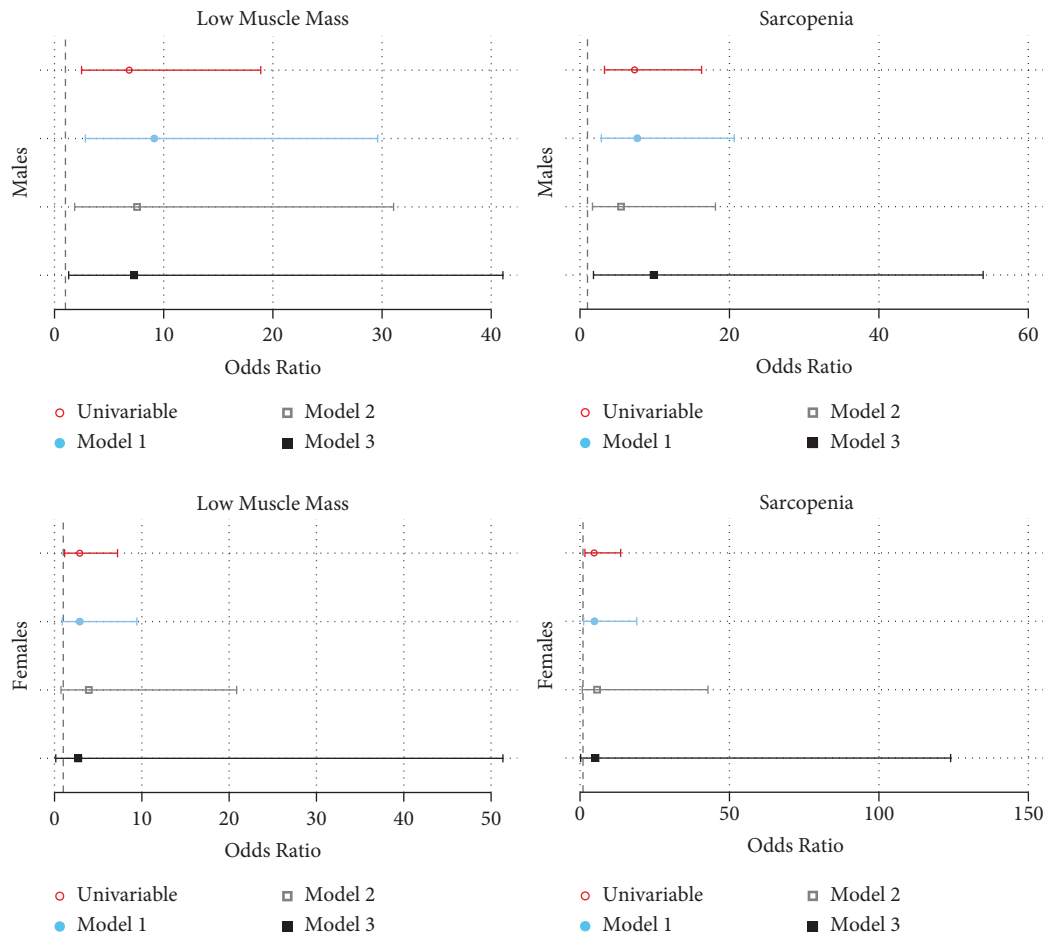 Low Muscle Mass
Males
0 10 20 30 40
Odds Ratio
Univariable Model 2
Model 1 Model 3
Sarcopenia
Males
0 20 40 60
Odds Ratio
Univariable Model 2
Model 1 Model 3
Low Muscle Mass
Females
0 10 20 30 40 50
Odds Ratio
Univariable Model 2
Model 1 Model 3
Sarcopenia
Females
0 50 100 150
Odds Ratio
Univariable Model 2
Model 1 Model 3